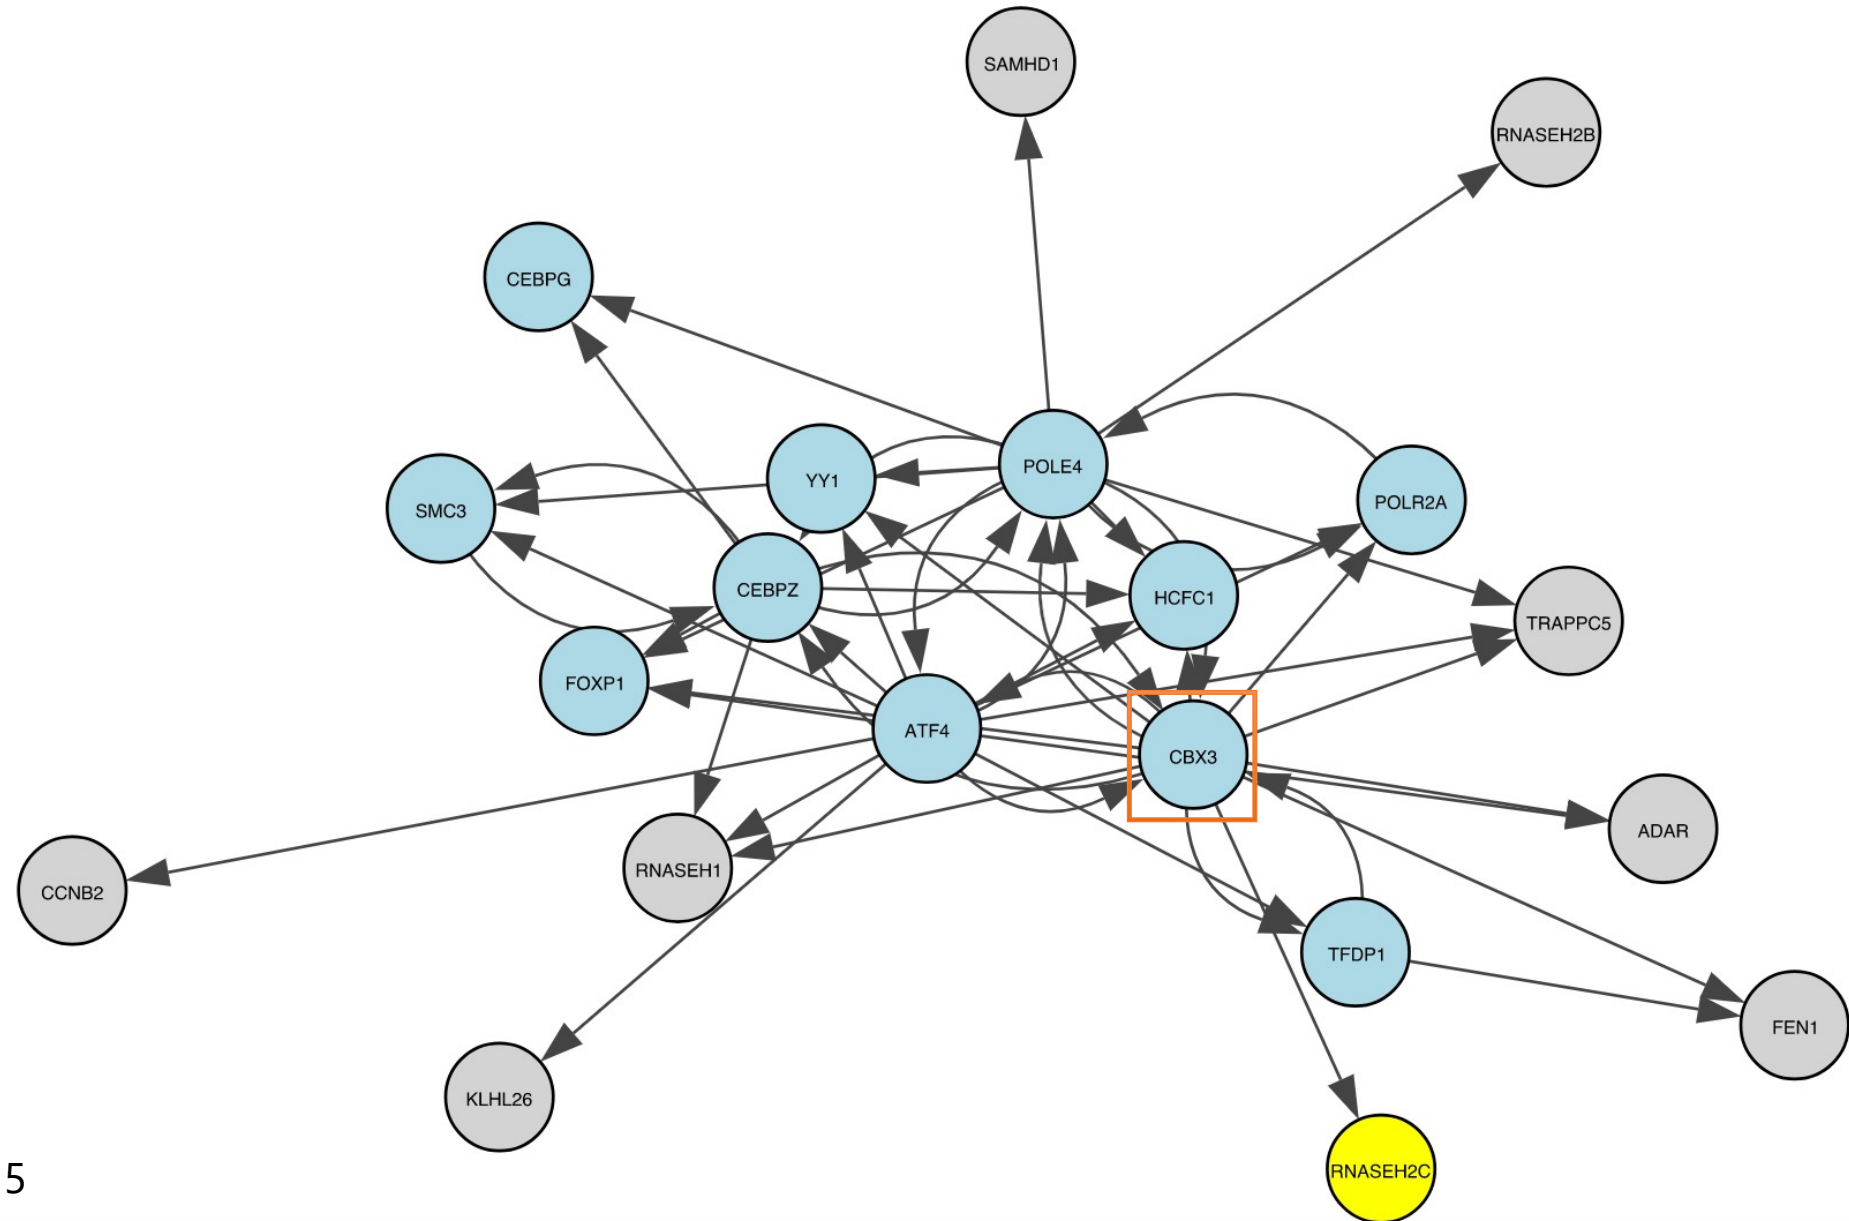 SAMHD1
RNASEH2B
CEBPG
POLE4
YY1
POLR2A
SMC3
CEBPZ
HCFC1
TRAPPC5
FOXP1
ATF4
CBX3
ADAR
RNASEH1
CCNB2
TFDP1
FEN1
KLHL26
RNASEH2C
5